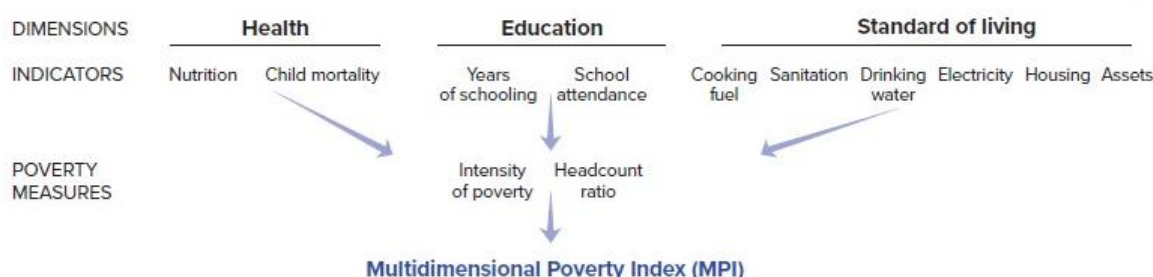 DIMENSIONS Health Education Standard of living
INDICATORS Nutrition Child mortality Years of schooling School attendance Cooking fuel Sanitation Drinking water Electricity Housing Assets
POVERTY MEASURES Intensity of poverty Headcount ratio
Multidimensional Poverty Index (MPI)